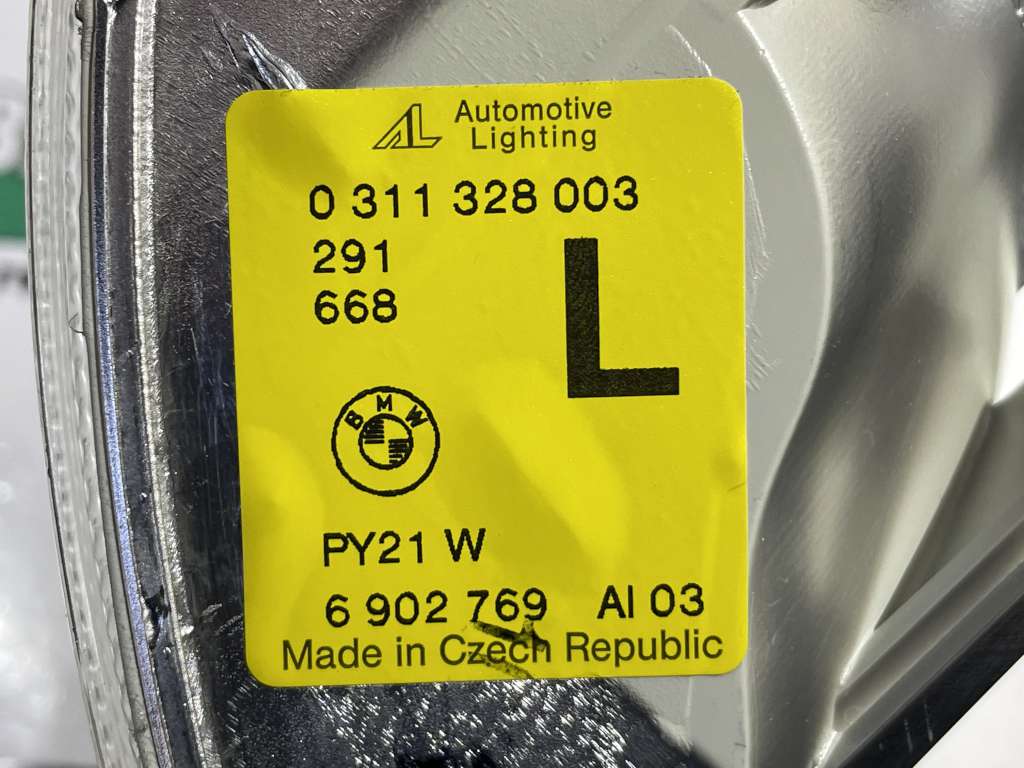 AL Automotive
Lighting
0 311 328 003
291
668
L
BMW
PY21 W
6 902 769 AI 03
Made in Czech Republic